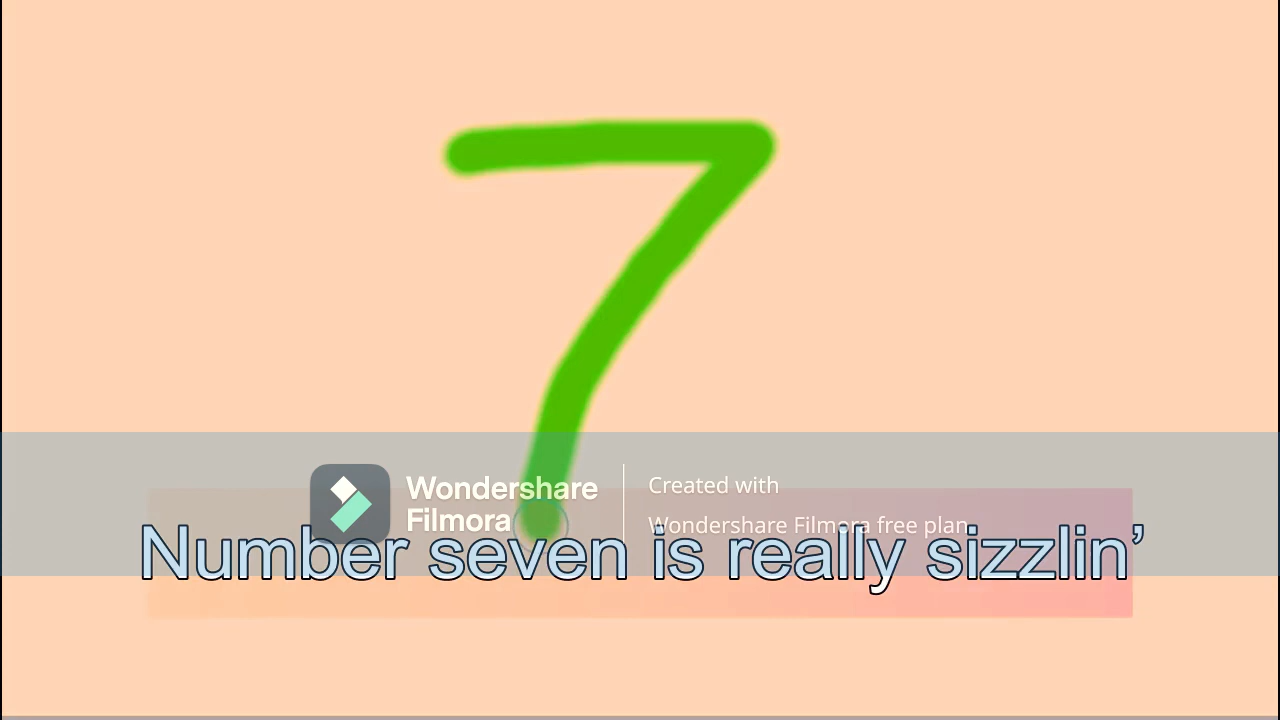 7
Wondershare
Filmora
Created with
Wondershare Filmora free plan
Number seven is really sizzlin’